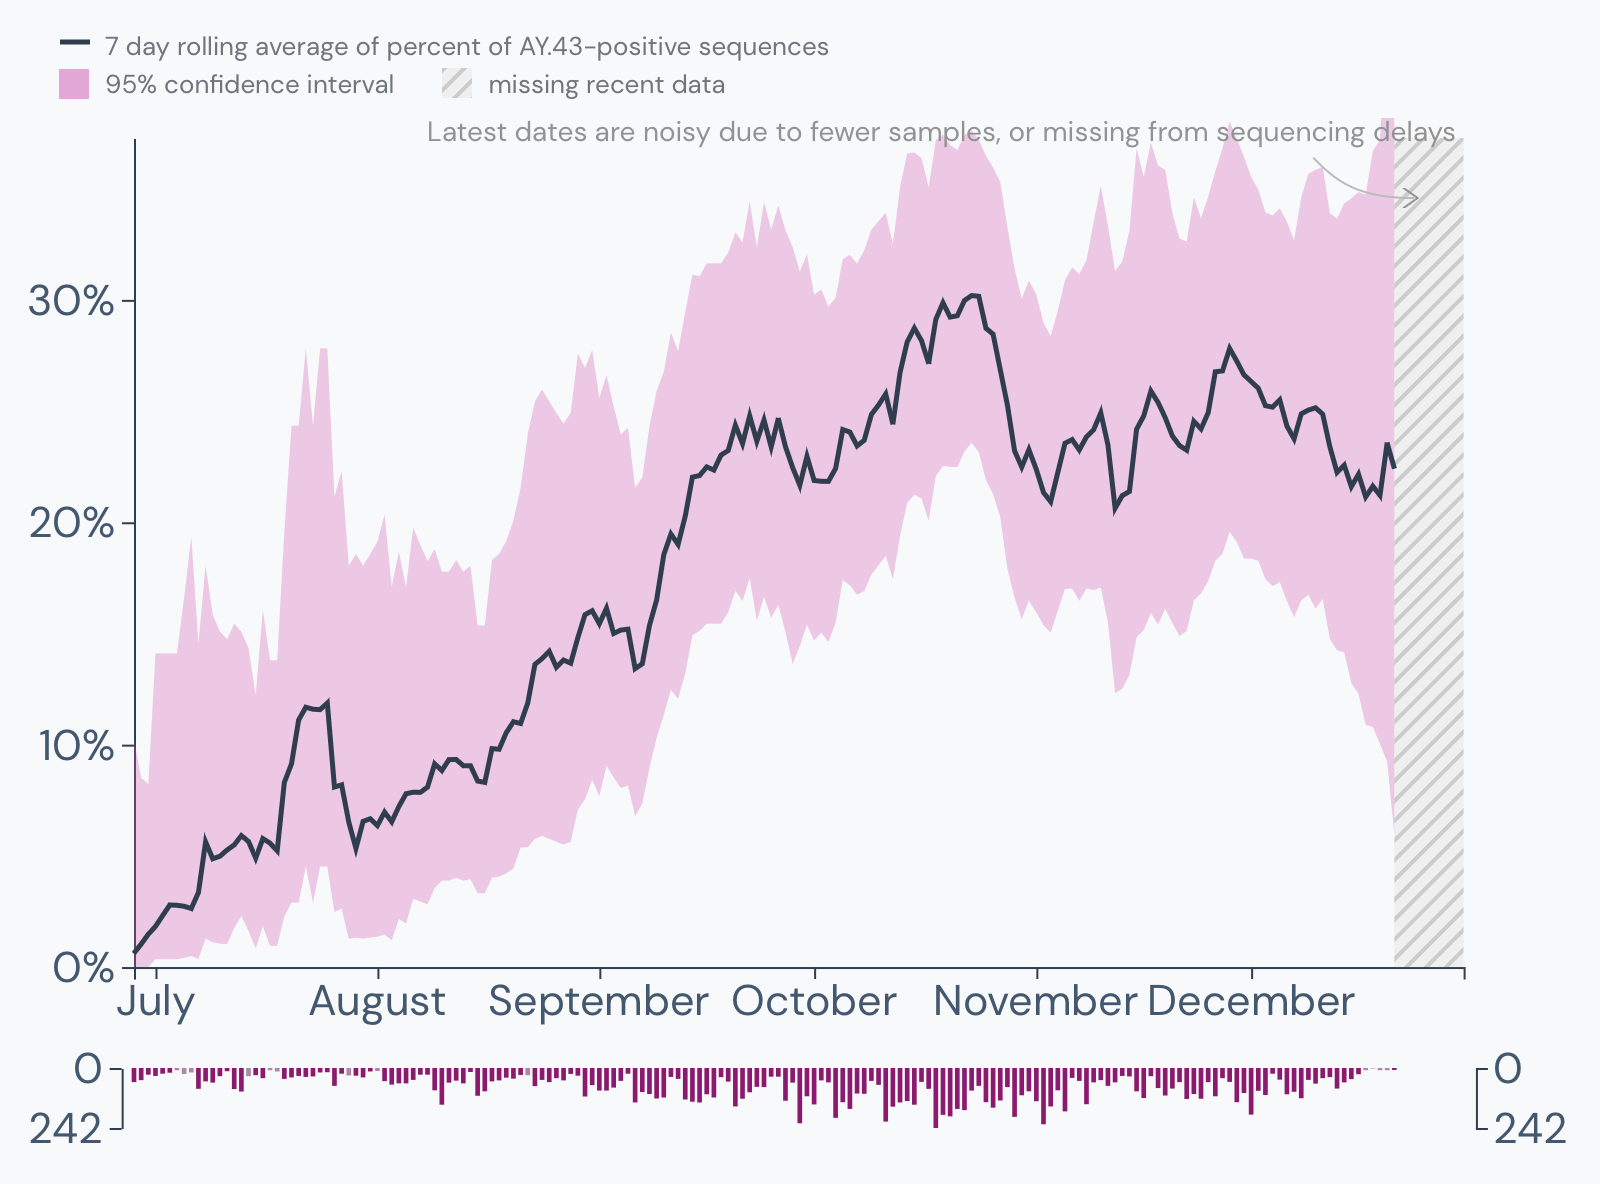 7 day rolling average of percent of AY.43-positive sequences
95% confidence interval missing recent data
Latest dates are noisy due to fewer samples, or missing from sequencing delays
30%
20%
10%
0%
July August September October November December
0 0
242 242